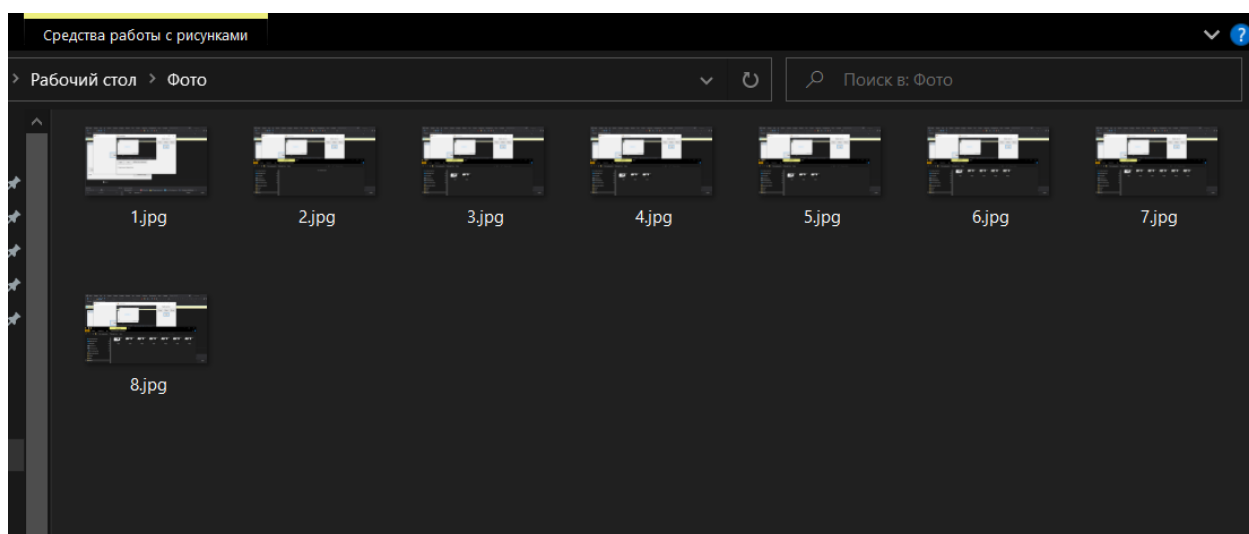 Средства работы с рисунками
?
Рабочий стол > Фото
Поиск в: Фото
1.jpg 2.jpg 3.jpg 4.jpg 5.jpg 6.jpg 7.jpg
8.jpg